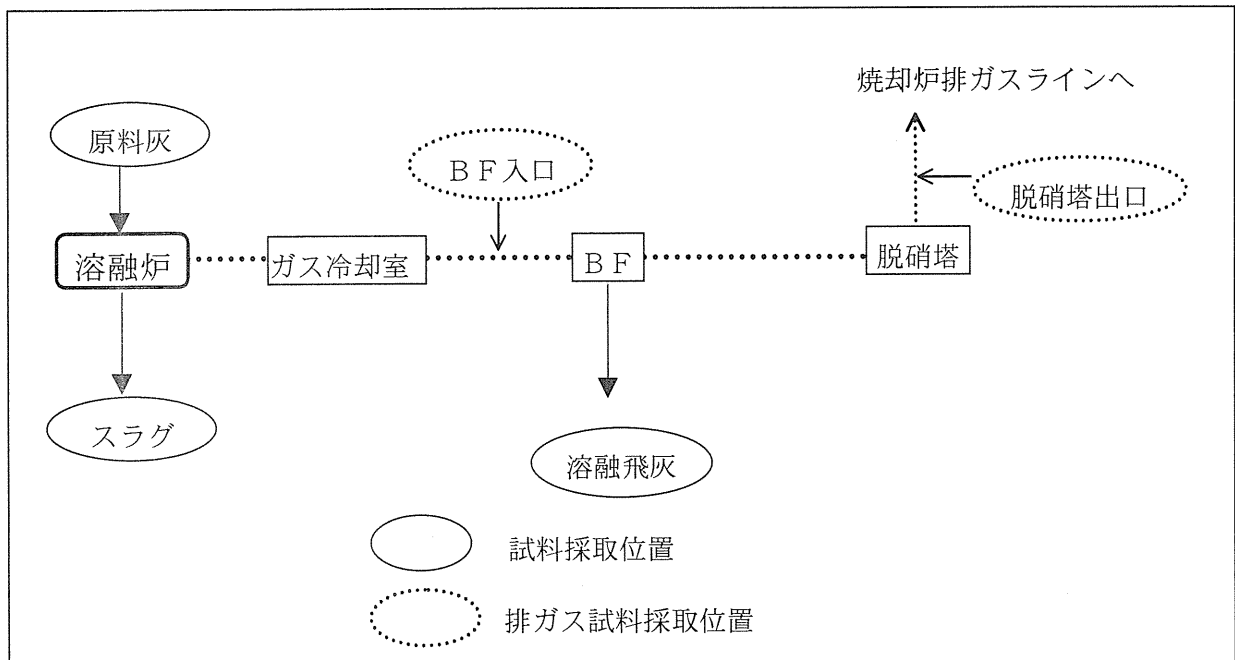 焼却炉排ガスラインへ
原料灰
ＢＦ入口
脱硝塔出口
溶融炉
ガス冷却室
ＢＦ
脱硝塔
スラグ
溶融飛灰
試料採取位置
排ガス試料採取位置